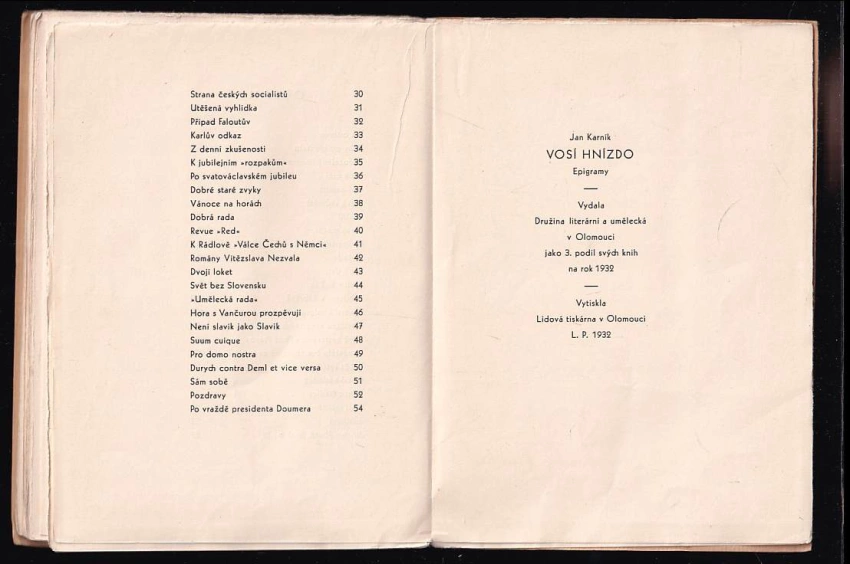 Strana českých socialistů 30
Utěšená vyhlídka 31
Případ Faloutův 32
Karlův odkaz 33
Z denní zkušenosti 34
K jubilejním »rozpakům« 35
Po svatováclavském jubileu 36
Dobré staré zvyky 37
Vánoce na horách 38
Dobrá rada 39
Revue »Red« 40
K Rádlově »Válce Čechů s Němci« 41
Romány Vítězslava Nezvala 42
Dvojí loket 43
Svět bez Slovensku 44
»Umělecká rada« 45
Hora s Vančurou prozpěvují 46
Není slavík jako Slavík 47
Suum cuique 48
Pro domo nostra 49
Durych contra Deml et vice versa 50
Sám sobě 51
Pozdravy 52
Po vraždě presidenta Doumera 54
Jan Karník
VOSÍ HNÍZDO
Epigramy
Vydala
Družina literární a umělecká
v Olomouci
jako 3. podíl svých knih
na rok 1932
Vytiskla
Lidová tiskárna v Olomouci
L. P. 1932